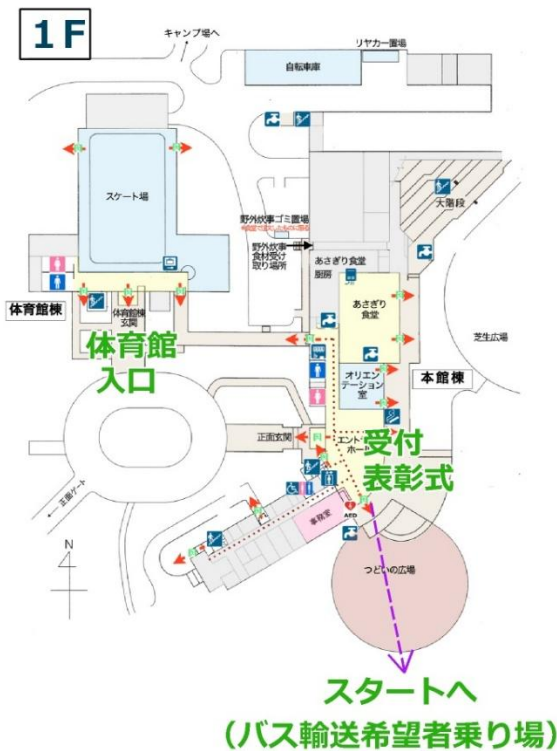 1F
キャンプ場へ
リヤカー置場
自転車庫
スケート場
大階段
野外炊事ゴミ置場
野外炊事
食材受け
取り場所
あさぎり食堂
厨房
あさぎり
食堂
体育館棟
体育館棟
玄関
体育館
入口
芝生広場
オリエン
テーション
室
本館棟
正面玄関
エント
ホール
受付
表彰式
正面ゲート
事務室
AED
N
つどいの広場
スタートへ
(バス輸送希望者乗り場)